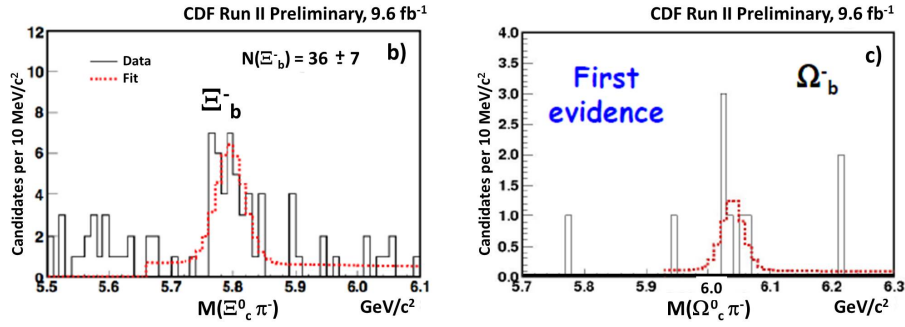 CDF Run II Preliminary, 9.6 fb⁻¹
b)
Data
Fit
N(Ξ⁻b) = 36 ± 7
Ξ⁻b
Candidates per 10 MeV/c²
12
10
8
6
4
2
0
5.5 5.6 5.7 5.8 5.9 6.0 6.1
M(Ξ⁰c π⁻) GeV/c²
CDF Run II Preliminary, 9.6 fb⁻¹
c)
First
evidence
Ω⁻b
Candidates per 10 MeV/c²
4.0
3.5
3.0
2.5
2.0
1.5
1.0
0.5
0.0
5.7 5.8 5.9 6.0 6.1 6.2 6.3
M(Ω⁰c π⁻) GeV/c²